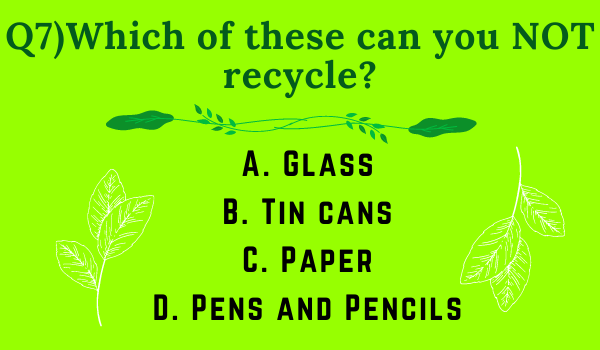 Q7)Which of these can you NOT
recycle?
A. Glass
B. Tin cans
C. Paper
D. Pens and Pencils